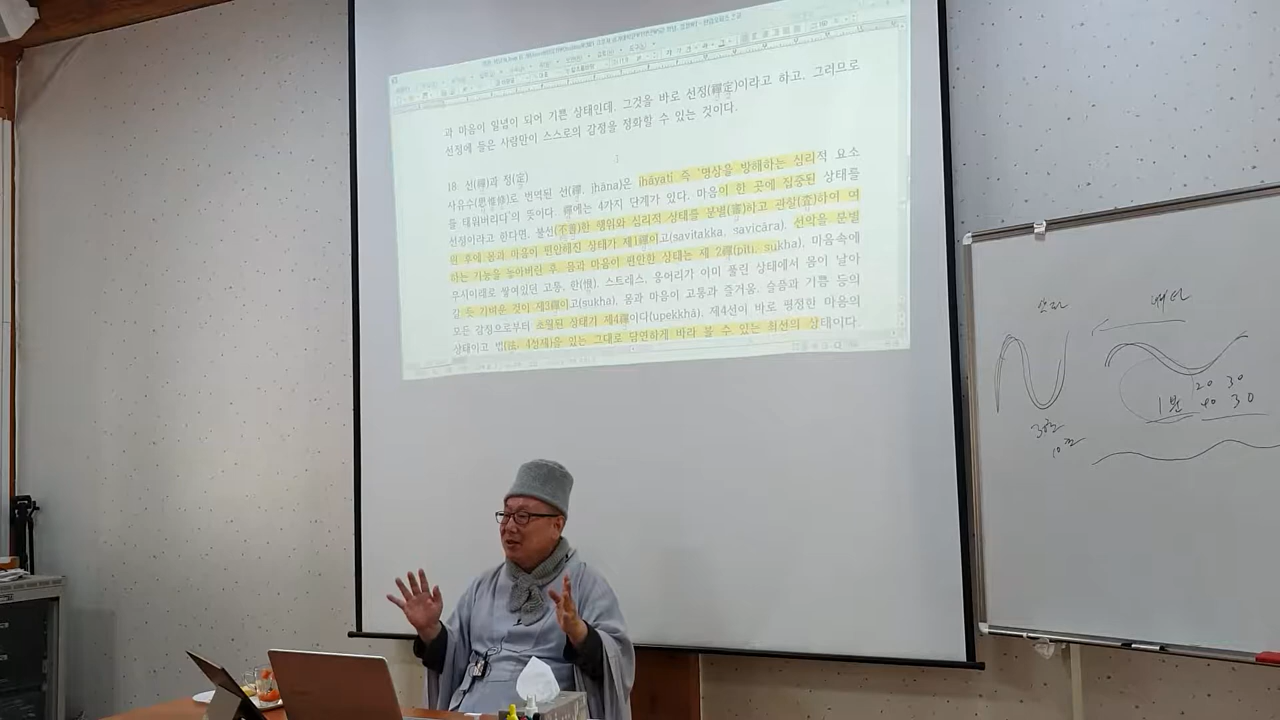 과 마음이 일념이 되어 기쁜 상태인데, 그것을 바로 선정(禪定)이라고 하고, 그러므로
선정에 들은 사람만이 스스로의 감정을 정화할 수 있는 것이다.
18 선(禪)과 정(定)
사유수(思惟修)로 번역된 선(禪, jhāna)은 jhāyati 즉 '명상을 방해하는 심리적 요소
를 태워버리다'의 뜻이다. 禪에는 4가지 단계가 있다. 마음이 한 곳에 집중된 상태를
선정이라고 한다면, 불선(不善)한 행위와 심리적 상태를 분별(審)하고 관찰(査)하여 여
읜 후에 몸과 마음이 편안해진 상태가 제1禪이고(savitakka, savicāra), 선악을 분별
하는 기능을 놓아버린 후 몸과 마음이 편안한 상태는 제 2禪(pīti, sukha), 마음속에
무시이래로 쌓여있던 고통, 한(恨), 스트레스, 응어리가 이미 풀린 상태에서 몸이 날아
갈 듯 가벼운 것이 제3禪이고(sukha), 몸과 마음이 고통과 즐거움, 슬픔과 기쁨 등의
모든 감정으로부터 초월된 상태가 제4禪이다(upekkhā). 제4선이 바로 평정한 마음의
상태이고 법(法, 4성제)을 있는 그대로 담연하게 바라 볼 수 있는 최선의 상태이다.
20 30
1분 40 30